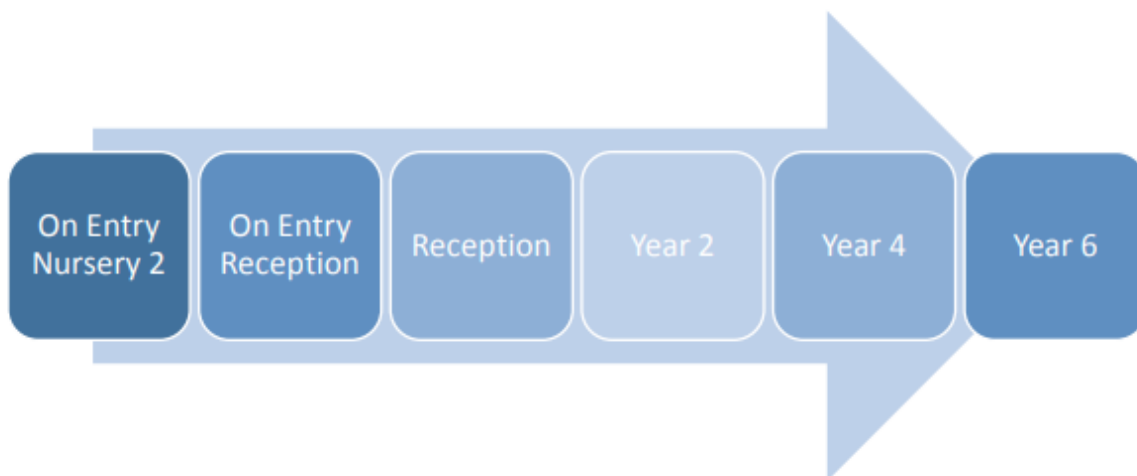 On Entry
Nursery 2
On Entry
Reception
Reception
Year 2
Year 4
Year 6